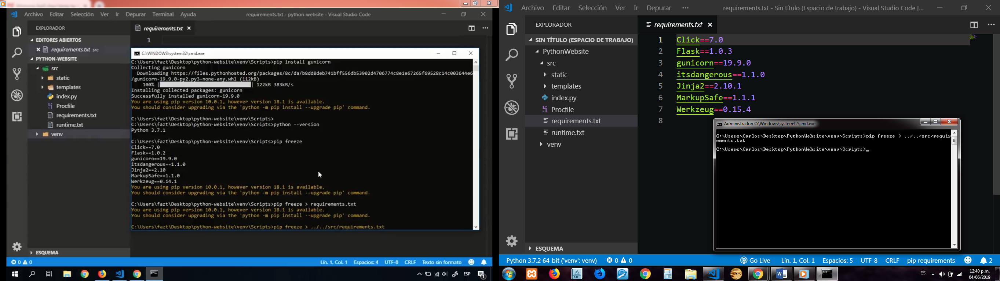 Archivo Editar Selección Ver Ir Depurar Terminal Ayuda
requirements.txt - python-website - Visual Studio Code
EXPLORADOR
EDITORES ABIERTOS
requirements.txt src
PYTHON-WEBSITE
src
static
templates
index.py
Procfile
requirements.txt
runtime.txt
venv
ESQUEMA
requirements.txt
1
C:\WINDOWS\system32\cmd.exe
C:\Users\fazt\Desktop\python-website\venv\Scripts>pip install gunicorn
Collecting gunicorn
Downloading https://files.pythonhosted.org/packages/8c/da/b8dd8deb741bff556db53902d4706774c8e1e67265f69528c14c003644e6
/gunicorn-19.9.0-py2.py3-none-any.whl (112kB)
100% | | 122kB 383kB/s
Installing collected packages: gunicorn
Successfully installed gunicorn-19.9.0
You are using pip version 10.0.1, however version 18.1 is available.
You should consider upgrading via the 'python -m pip install --upgrade pip' command.
C:\Users\fazt\Desktop\python-website\venv\Scripts>
C:\Users\fazt\Desktop\python-website\venv\Scripts>python --version
Python 3.7.1
C:\Users\fazt\Desktop\python-website\venv\Scripts>pip freeze
Click==7.0
Flask==1.0.2
gunicorn==19.9.0
itsdangerous==1.1.0
Jinja2==2.10
MarkupSafe==1.1.0
Werkzeug==0.14.1
You are using pip version 10.0.1, however version 18.1 is available.
You should consider upgrading via the 'python -m pip install --upgrade pip' command.
C:\Users\fazt\Desktop\python-website\venv\Scripts>pip freeze > requirements.txt
You are using pip version 10.0.1, however version 18.1 is available.
You should consider upgrading via the 'python -m pip install --upgrade pip' command.
C:\Users\fazt\Desktop\python-website\venv\Scripts>pip freeze > ../../src/requirements.txt
0 0
Lín. 1, Col. 1 Espacios: 4 UTF-8 CRLF Texto sin formato
ESP
1
Archivo Editar Selección Ver Ir Depurar ···
requirements.txt - Sin título (Espacio de trabajo) - Visual Studio Code [...
EXPLORADOR
SIN TÍTULO (ESPACIO DE TRABAJO)
PythonWebsite
src
static
templates
index.py
Procfile
requirements.txt
runtime.txt
venv
ESQUEMA
requirements.txt
1 Click==7.0
2 Flask==1.0.3
3 gunicorn==19.9.0
4 itsdangerous==1.1.0
5 Jinja2==2.10.1
6 MarkupSafe==1.1.1
7 Werkzeug==0.15.4
8
Administrador: C:\Windows\system32\cmd.exe
C:\Users\Carlos\Desktop\PythonWebsite\venv\Scripts>pip freeze > ../../src/requir
ements.txt
C:\Users\Carlos\Desktop\PythonWebsite\venv\Scripts>_
Python 3.7.2 64-bit ('venv': venv) 0 0
Go Live Lín. 1, Col. 1 Espacios: 5 UTF-8 CRLF pip requirements 2
2011
ES
12:40 p.m.
04/06/2019